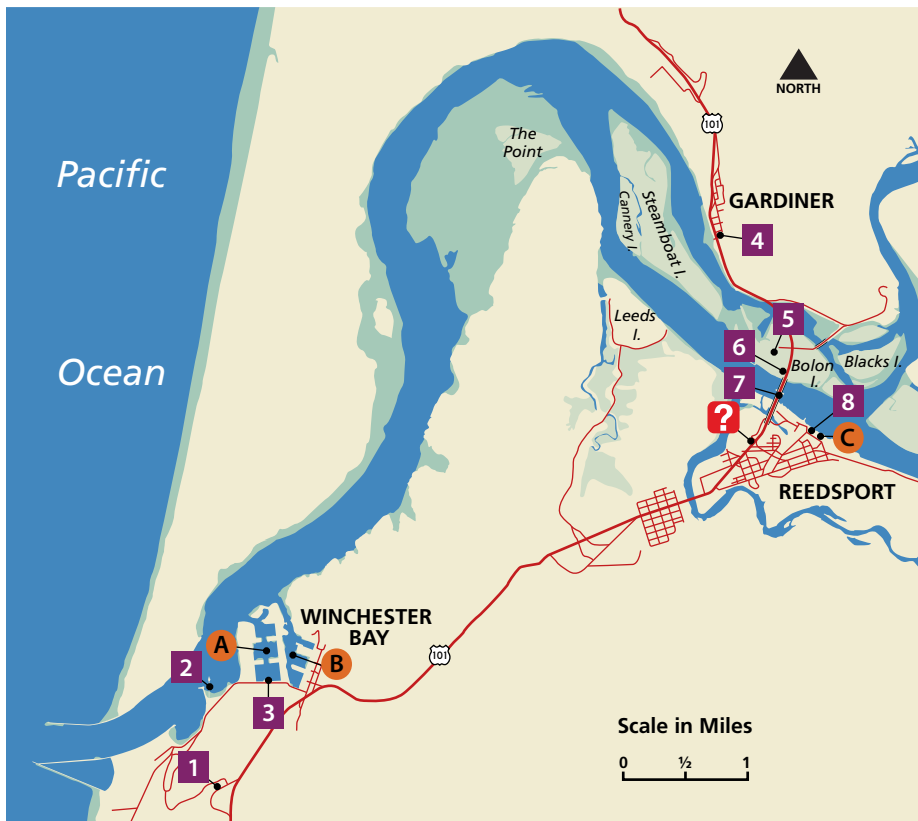 Pacific
Ocean
NORTH
101
The
Point
Cannery I.
Steamboat I.
GARDINER
4
Leeds
I.
5
6
Bolon
I.
Blacks I.
7
8
?
C
REEDSPORT
WINCHESTER
BAY
A
B
101
2
3
1
Scale in Miles
0 ½ 1